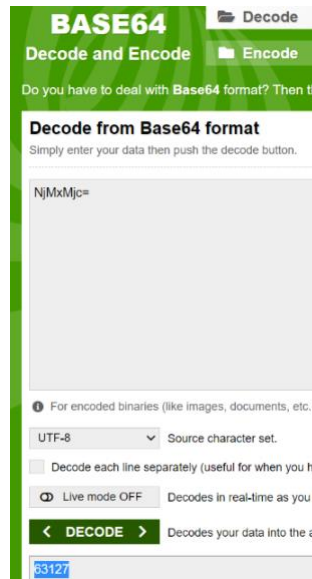 BASE64
Decode
Decode and Encode
Encode
Do you have to deal with Base64 format? Then
Decode from Base64 format
Simply enter your data then push the decode button.
NjMxMjc=
For encoded binaries (like images, documents, etc.
UTF-8
Source character set.
Decode each line separately (useful for when you
Live mode OFF
Decodes in real-time as you
< DECODE >
Decodes your data into the
63127